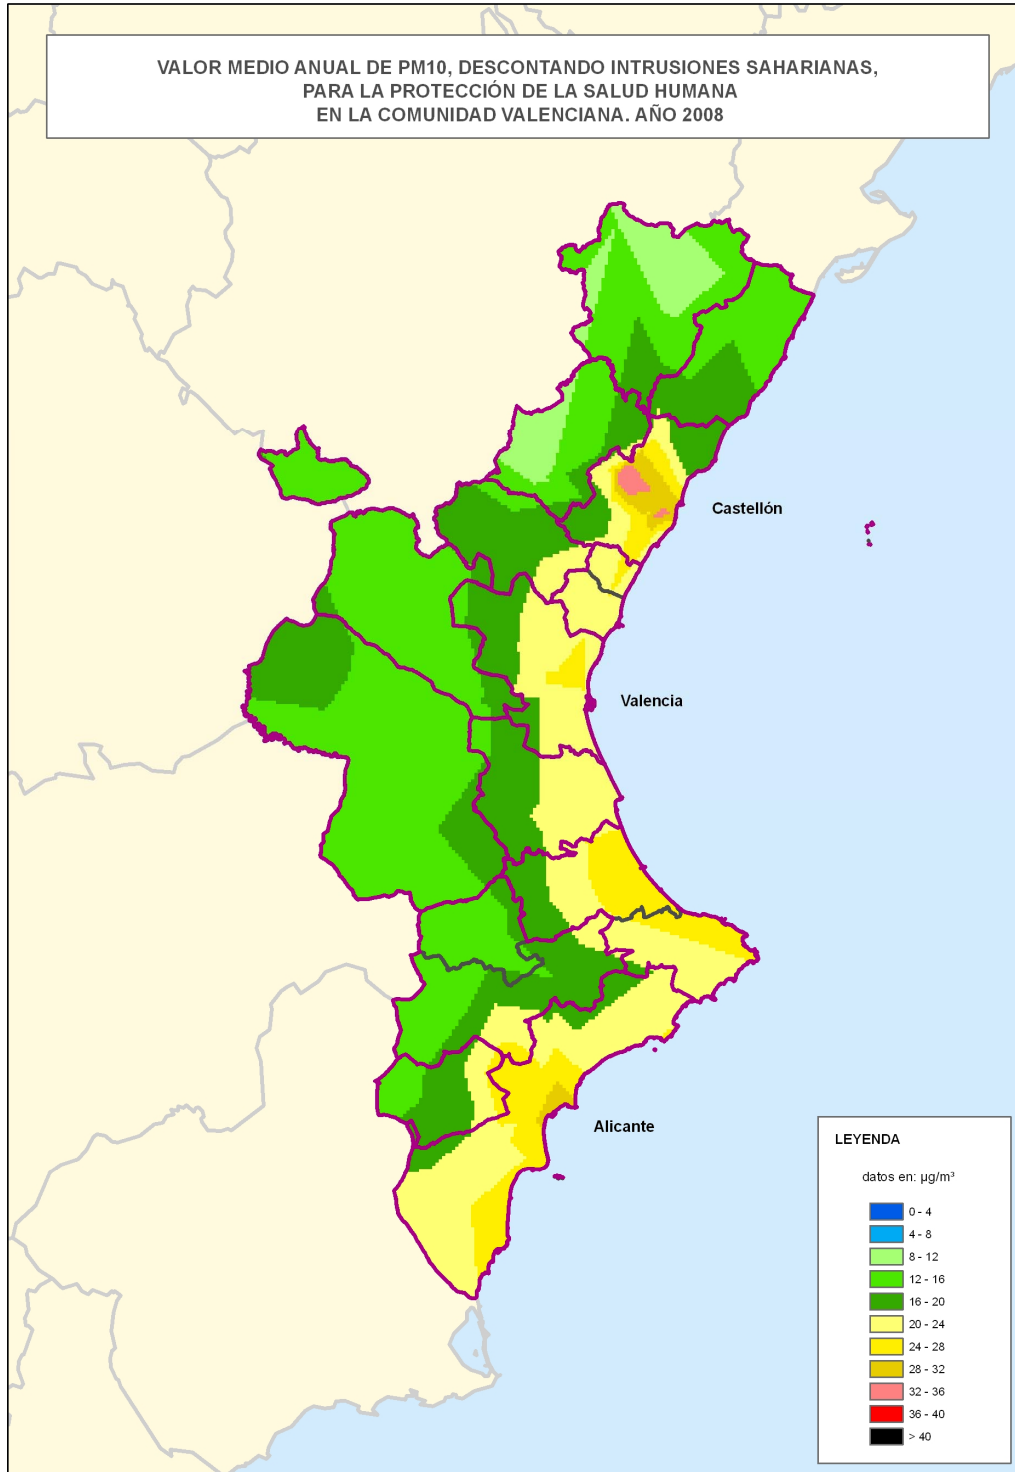 VALOR MEDIO ANUAL DE PM10, DESCONTANDO INTRUSIONES SAHARIANAS,
PARA LA PROTECCIÓN DE LA SALUD HUMANA
EN LA COMUNIDAD VALENCIANA. AÑO 2008
Castellón
Valencia
Alicante
LEYENDA
datos en: µg/m³
0 - 4
4 - 8
8 - 12
12 - 16
16 - 20
20 - 24
24 - 28
28 - 32
32 - 36
36 - 40
> 40